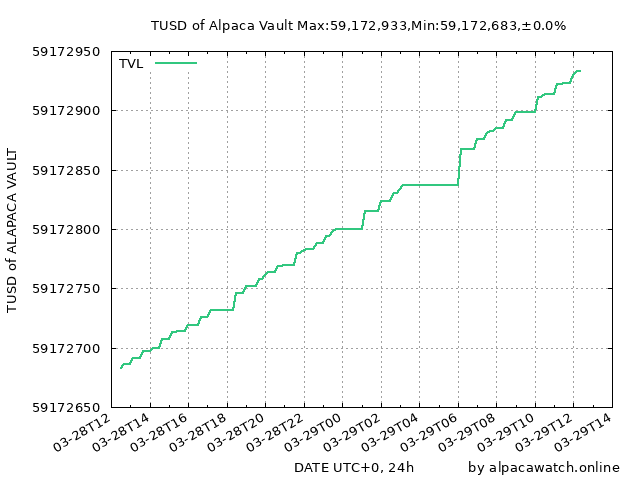 TUSD of Alpaca Vault Max:59,172,933,Min:59,172,683,±0.0%
TVL
59172950
59172900
59172850
59172800
59172750
59172700
59172650
TUSD of ALAPACA VAULT
03-28T12
03-28T14
03-28T16
03-28T18
03-28T20
03-28T22
03-29T00
03-29T02
03-29T04
03-29T06
03-29T08
03-29T10
03-29T12
03-29T14
DATE UTC+0, 24h
by alpacawatch.online